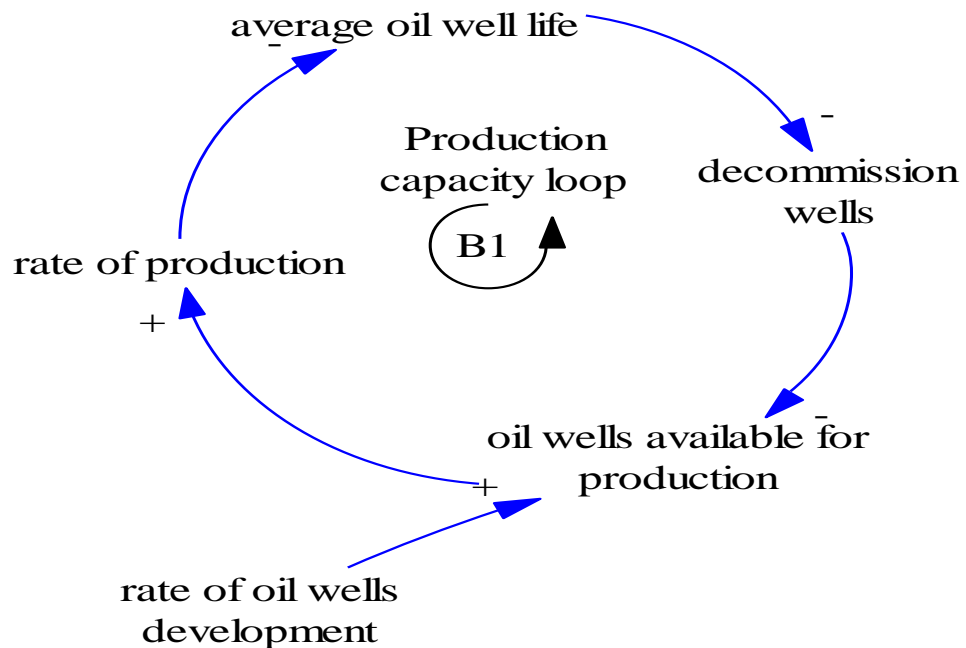 average oil well life
-
-
Production
capacity loop
B1
decommission
wells
rate of production
+
-
oil wells available for
production
+
rate of oil wells
development